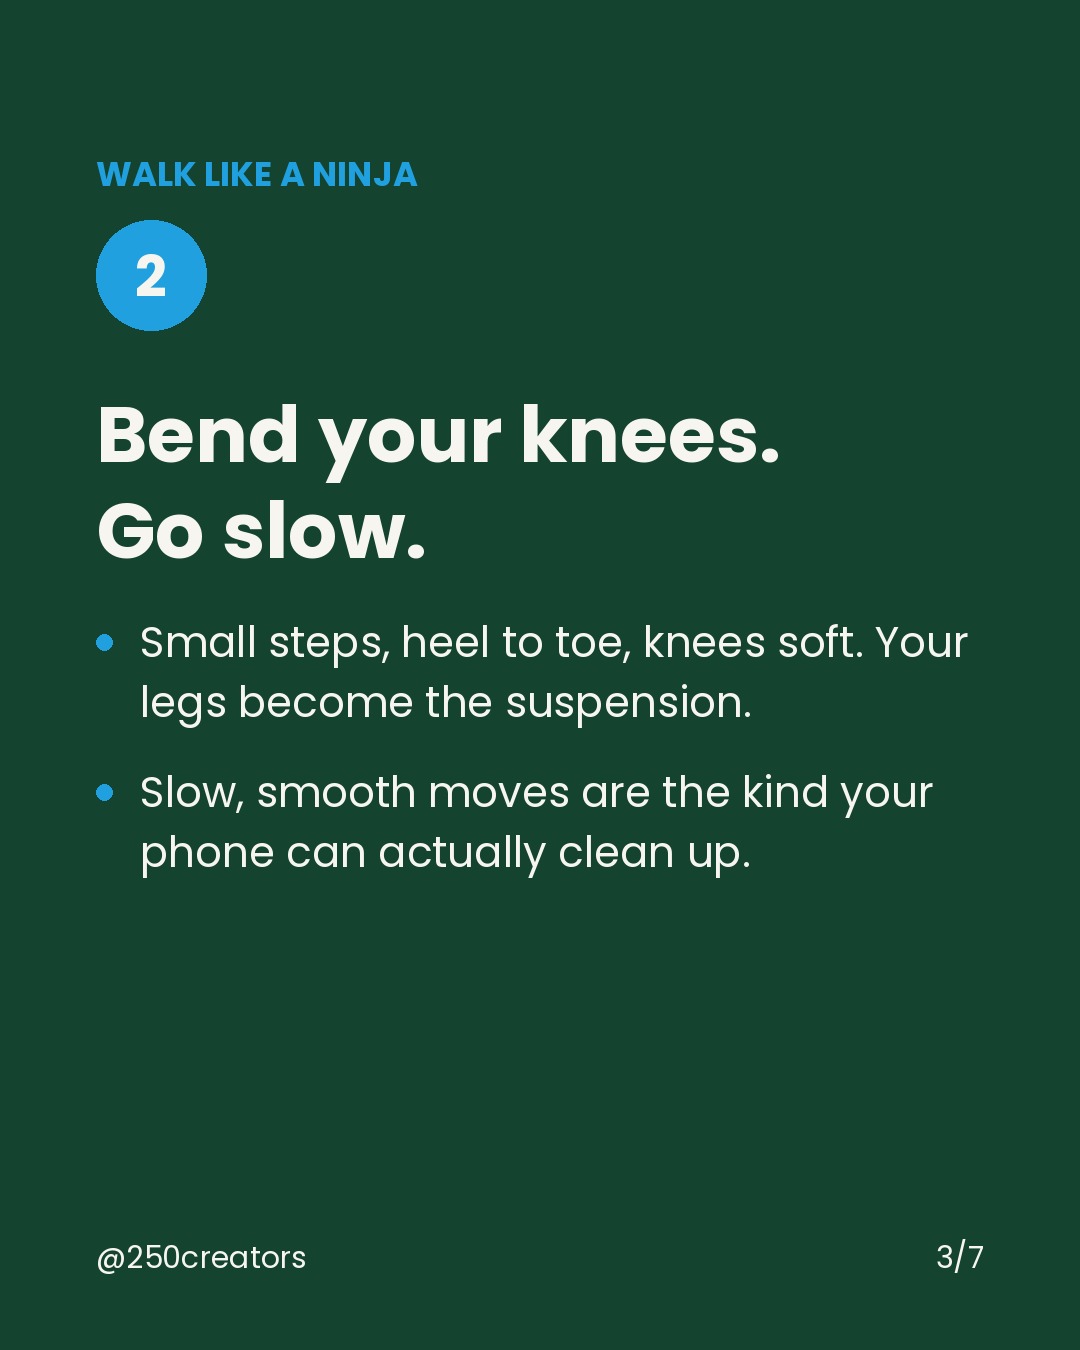 WALK LIKE A NINJA
2
Bend your knees.
Go slow.
Small steps, heel to toe, knees soft. Your
legs become the suspension.
Slow, smooth moves are the kind your
phone can actually clean up.
@250creators
3/7